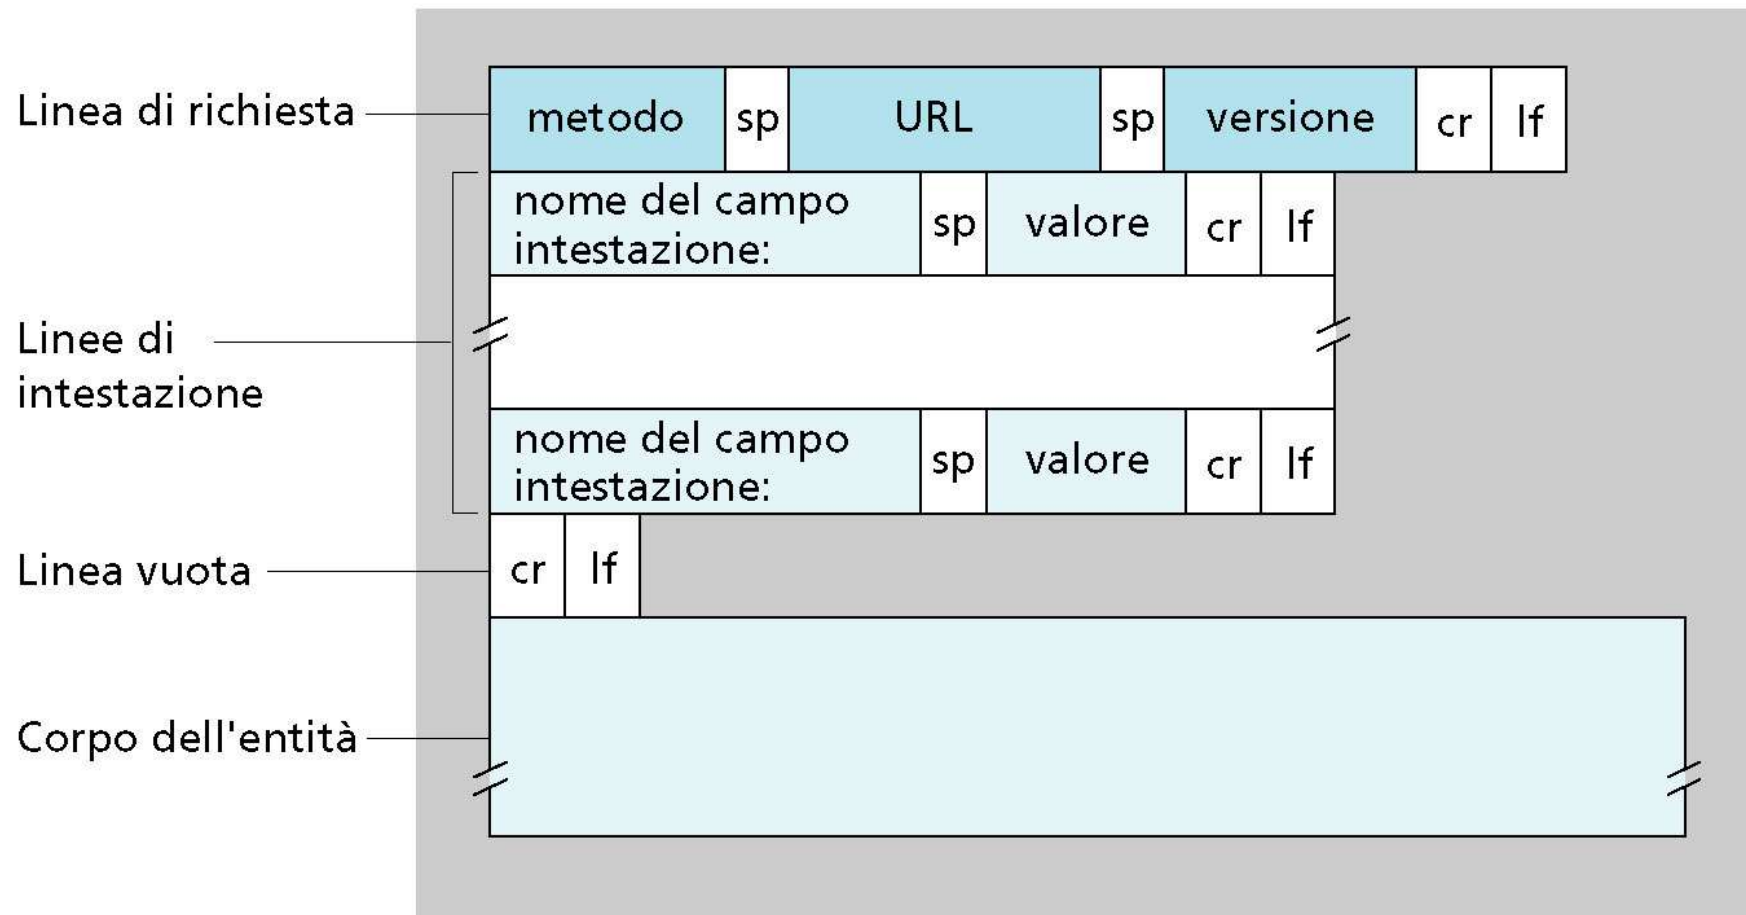 Linea di richiesta
metodo sp URL sp versione cr lf
nome del campo
intestazione: sp valore cr lf
Linee di
intestazione
nome del campo
intestazione: sp valore cr lf
Linea vuota
cr lf
Corpo dell'entità